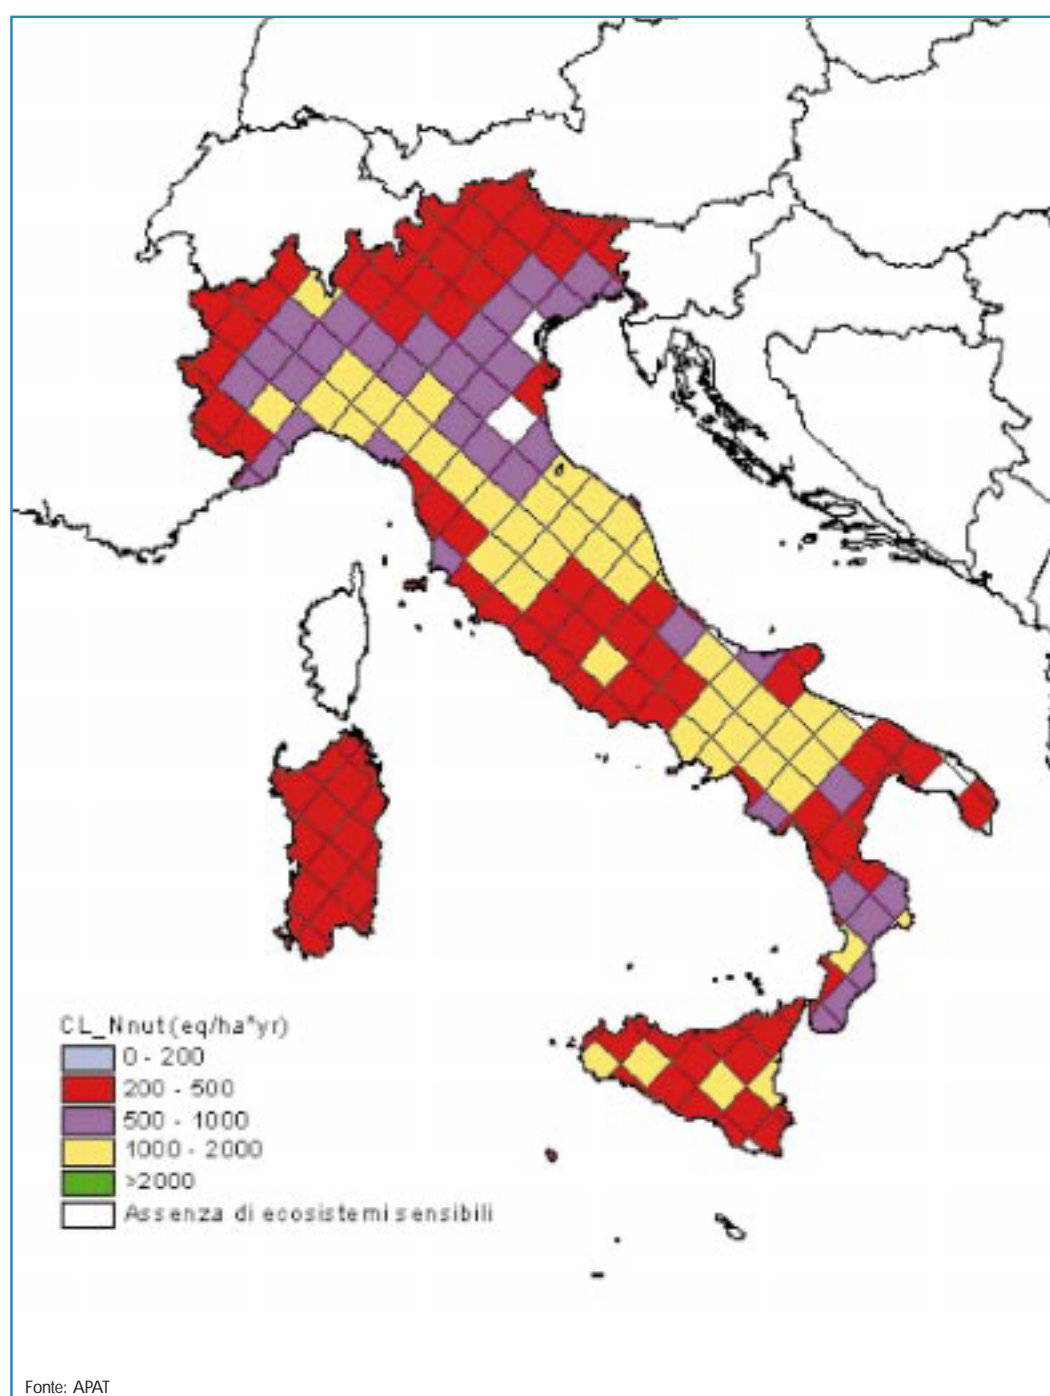 CL_Nnut(eq/ha*yr)
0 - 200
200 - 500
500 - 1000
1000 - 2000
>2000
Assenza di ecosistemi sensibili
Fonte: APAT